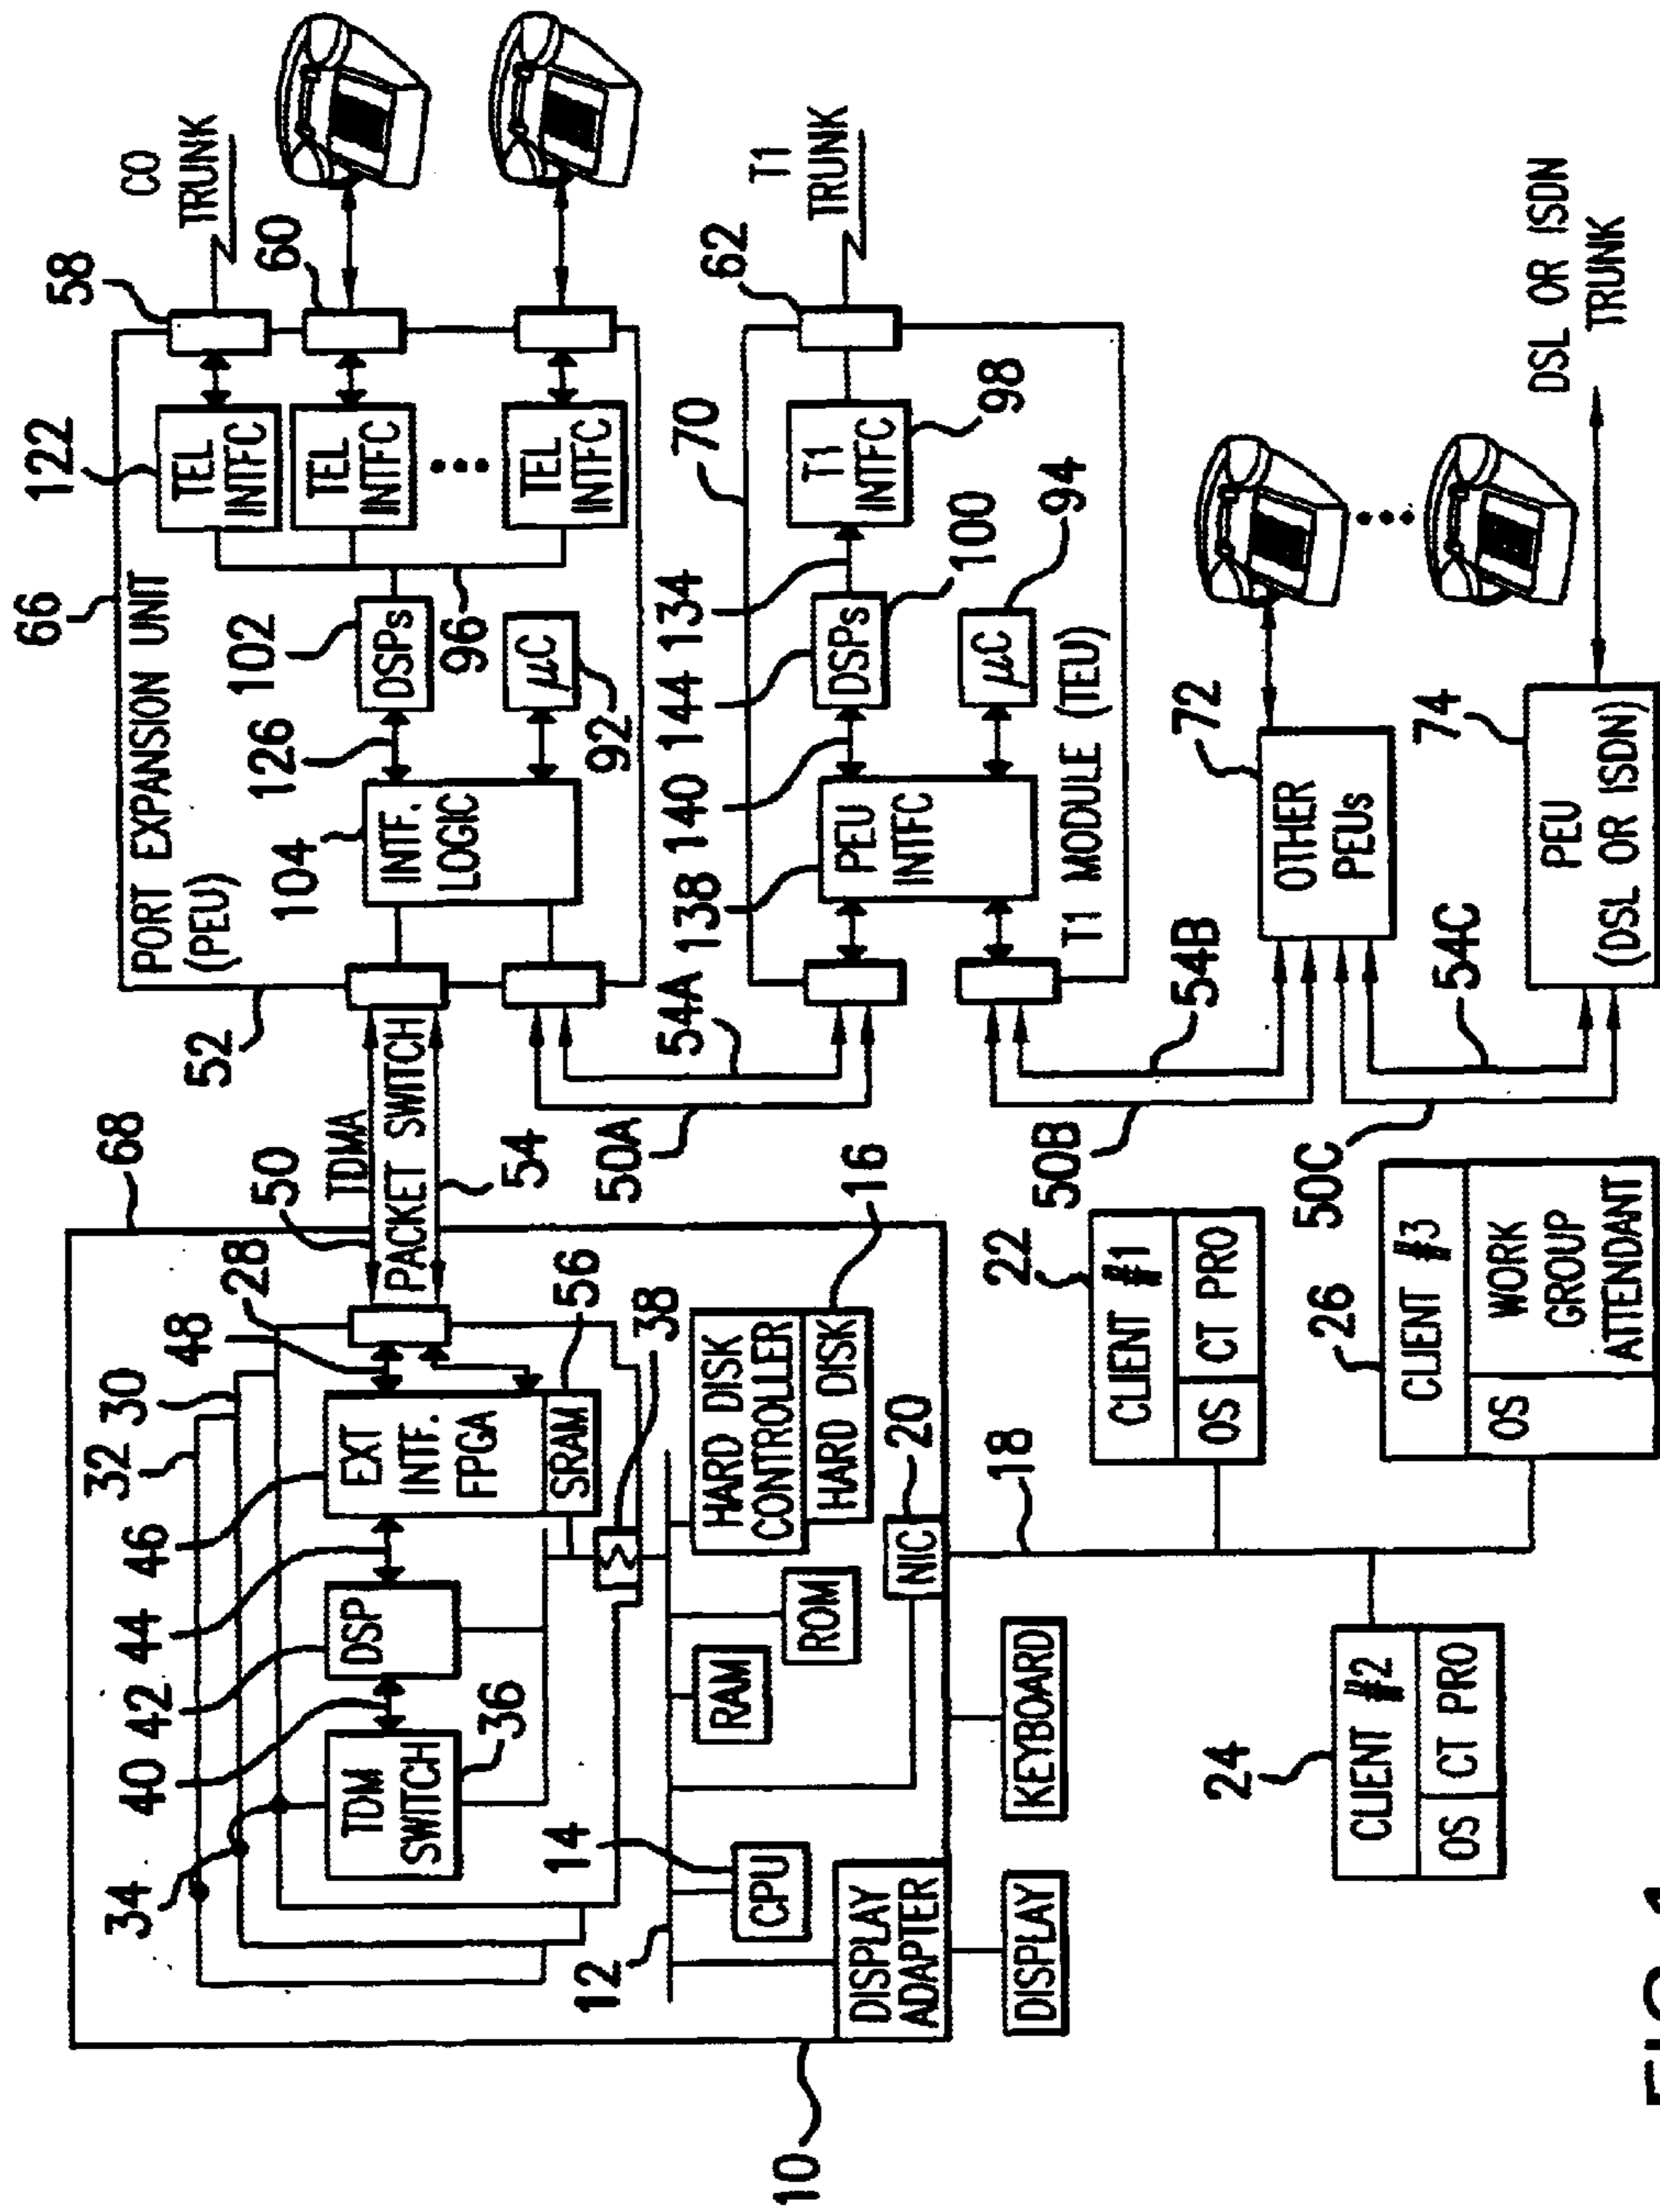 66
122
58
CO
TRUNK
PORT EXPANSION UNIT
(PEU)
52
104
126
102
60
INTF.
LOGIC
DSPs
96
µC
92
TEL
INTFC
TEL
INTFC
TEL
INTFC
68
50
TDMA
PACKET SWITCH
54
32
30
48
28
34
40
42
44
46
TDM
SWITCH
36
DSP
EXT
INTF.
FPGA
SRAM
56
38
14
12
CPU
RAM
ROM
HARD DISK
CONTROLLER
HARD DISK
16
DISPLAY
ADAPTER
NIC
20
10
DISPLAY
KEYBOARD
18
54A
50A
138
140
144
134
70
62
T1
TRUNK
PEU
INTFC
DSPs
100
T1
INTFC
98
µC
94
T1 MODULE (TEU)
50B
54B
72
OTHER
PEUs
50C
54C
74
PEU
(DSL OR ISDN)
DSL OR ISDN
TRUNK
22
CLIENT #1
OS
CT PRO
24
CLIENT #2
OS
CT PRO
26
CLIENT #3
OS
WORK
GROUP
ATTENDANT